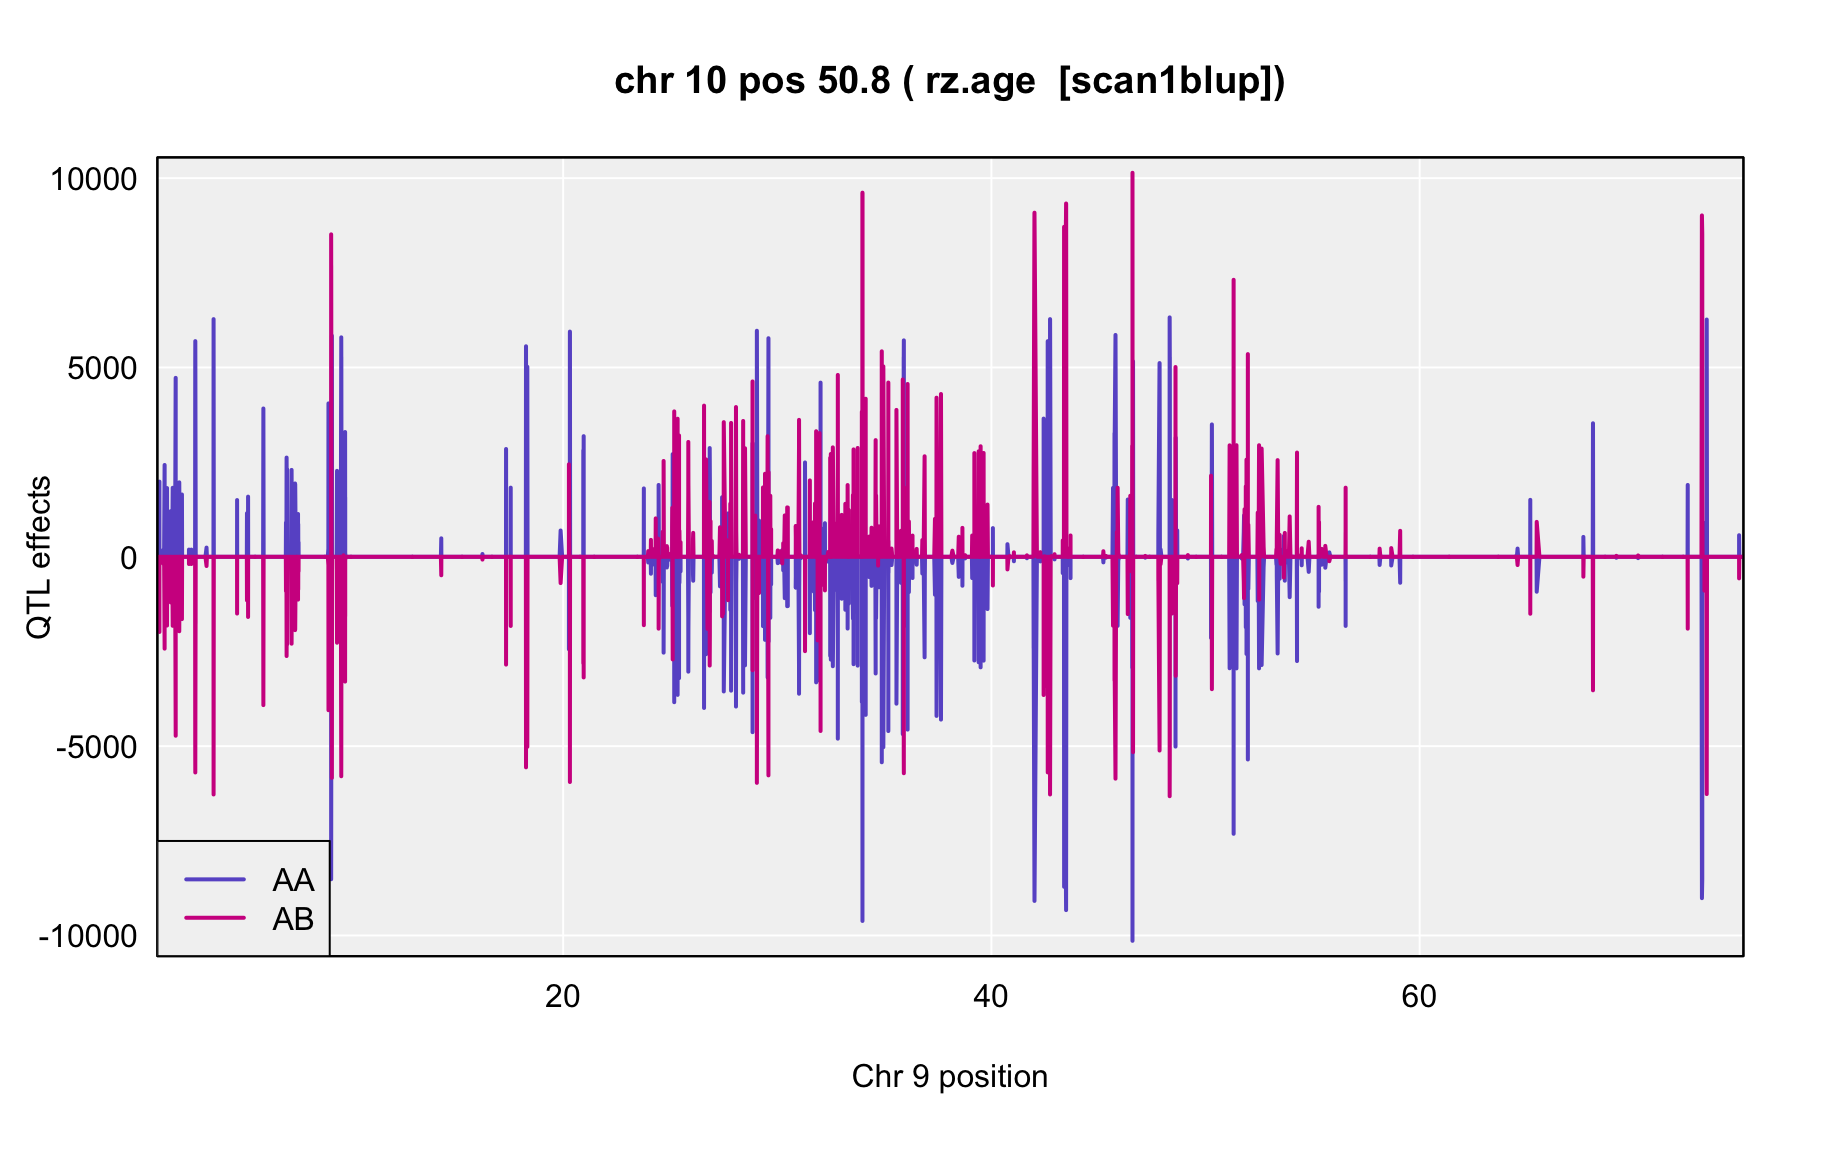 chr 10 pos 50.8 ( rz.age  [scan1blup])
10000
5000
0
-5000
-10000
QTL effects
AA
AB
20 40 60
Chr 9 position